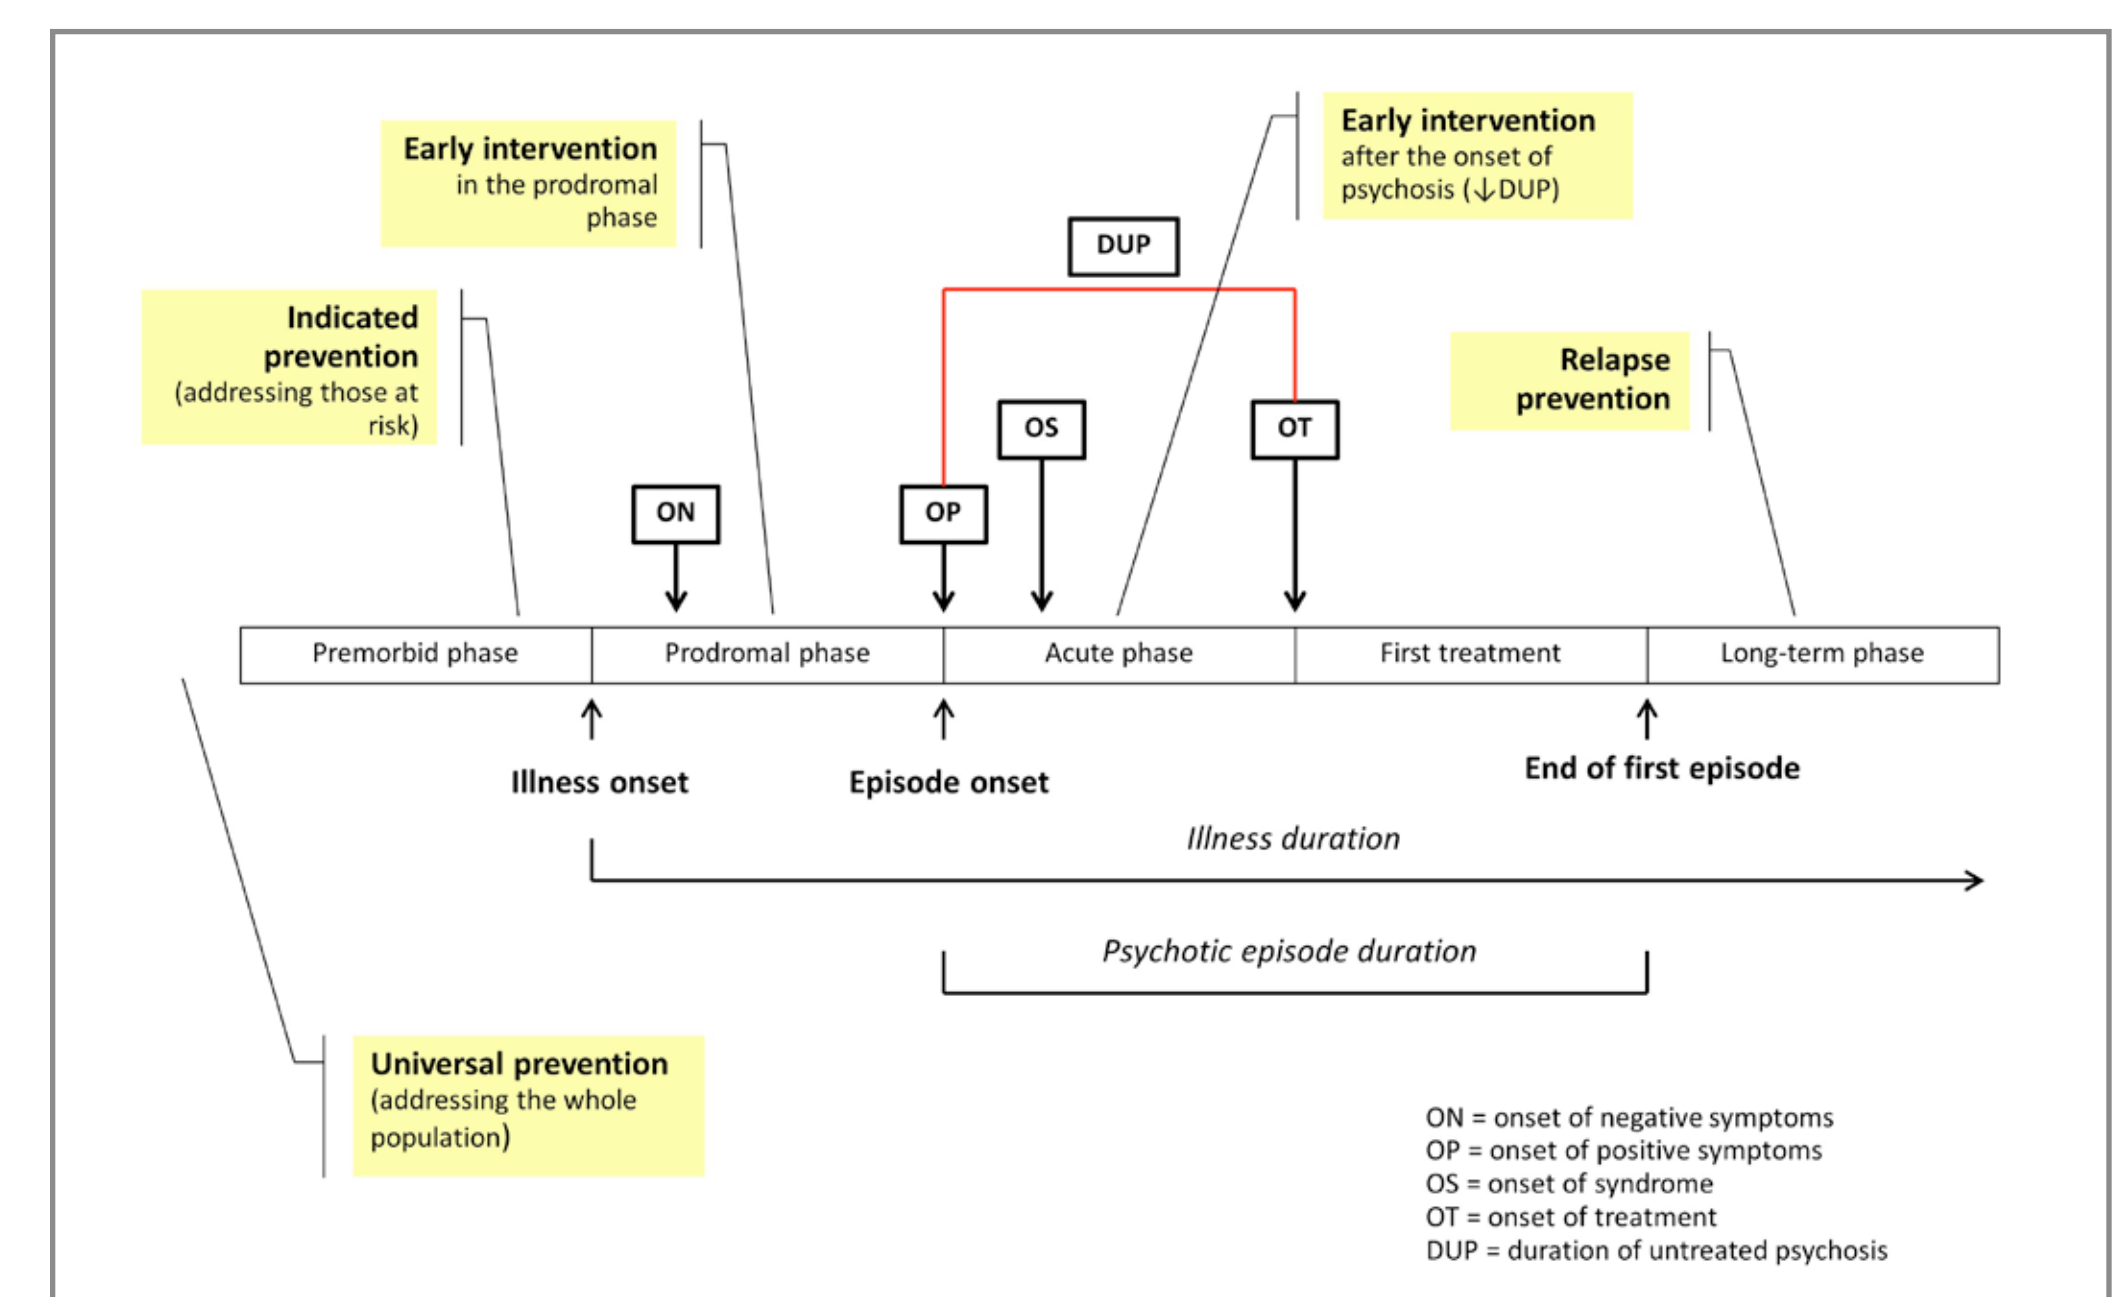 Early intervention
in the prodromal
phase
Early intervention
after the onset of
psychosis (↓DUP)
DUP
Indicated
prevention
(addressing those at
risk)
Relapse
prevention
OS
OT
ON
OP
Premorbid phase
Prodromal phase
Acute phase
First treatment
Long-term phase
Illness onset
Episode onset
End of first episode
Illness duration
Psychotic episode duration
Universal prevention
(addressing the whole
population)
ON = onset of negative symptoms
OP = onset of positive symptoms
OS = onset of syndrome
OT = onset of treatment
DUP = duration of untreated psychosis